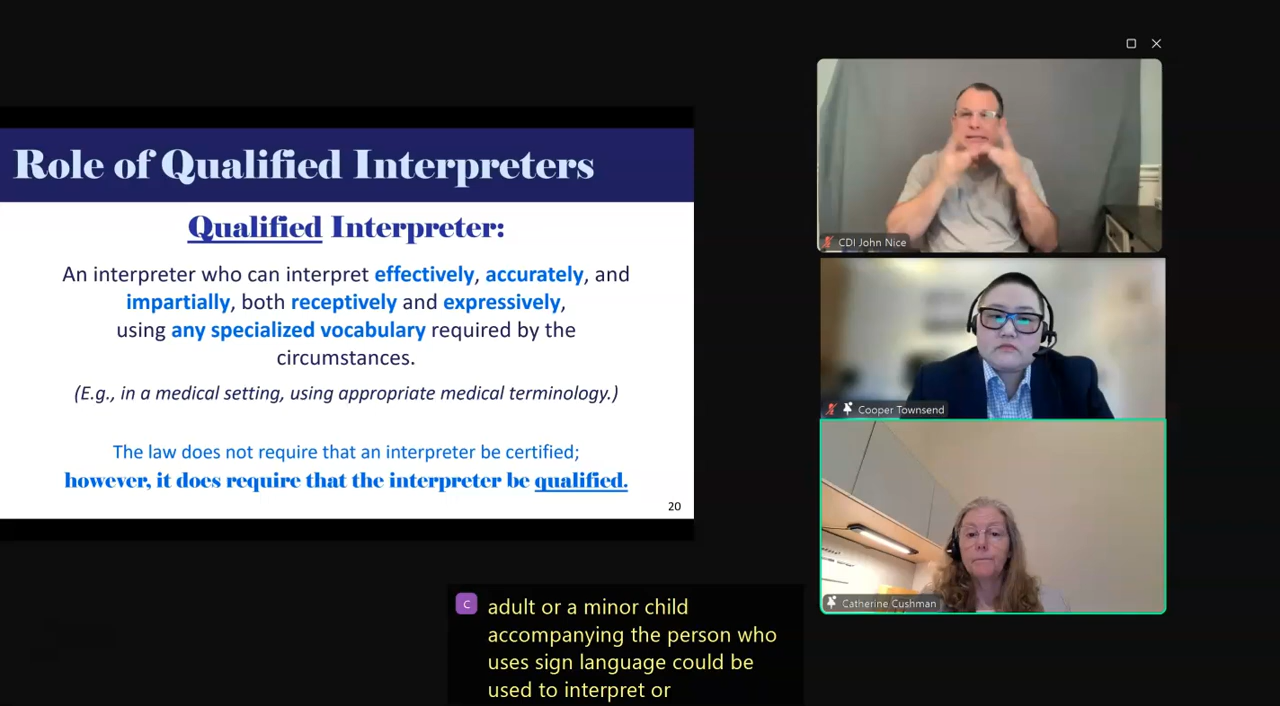 Role of Qualified Interpreters
Qualified Interpreter:
An interpreter who can interpret effectively, accurately, and
impartially, both receptively and expressively,
using any specialized vocabulary required by the
circumstances.
(E.g., in a medical setting, using appropriate medical terminology.)
The law does not require that an interpreter be certified;
however, it does require that the interpreter be qualified.
20
CDI John Nice
Cooper Townsend
Catherine Cushman
C
adult or a minor child
accompanying the person who
uses sign language could be
used to interpret or